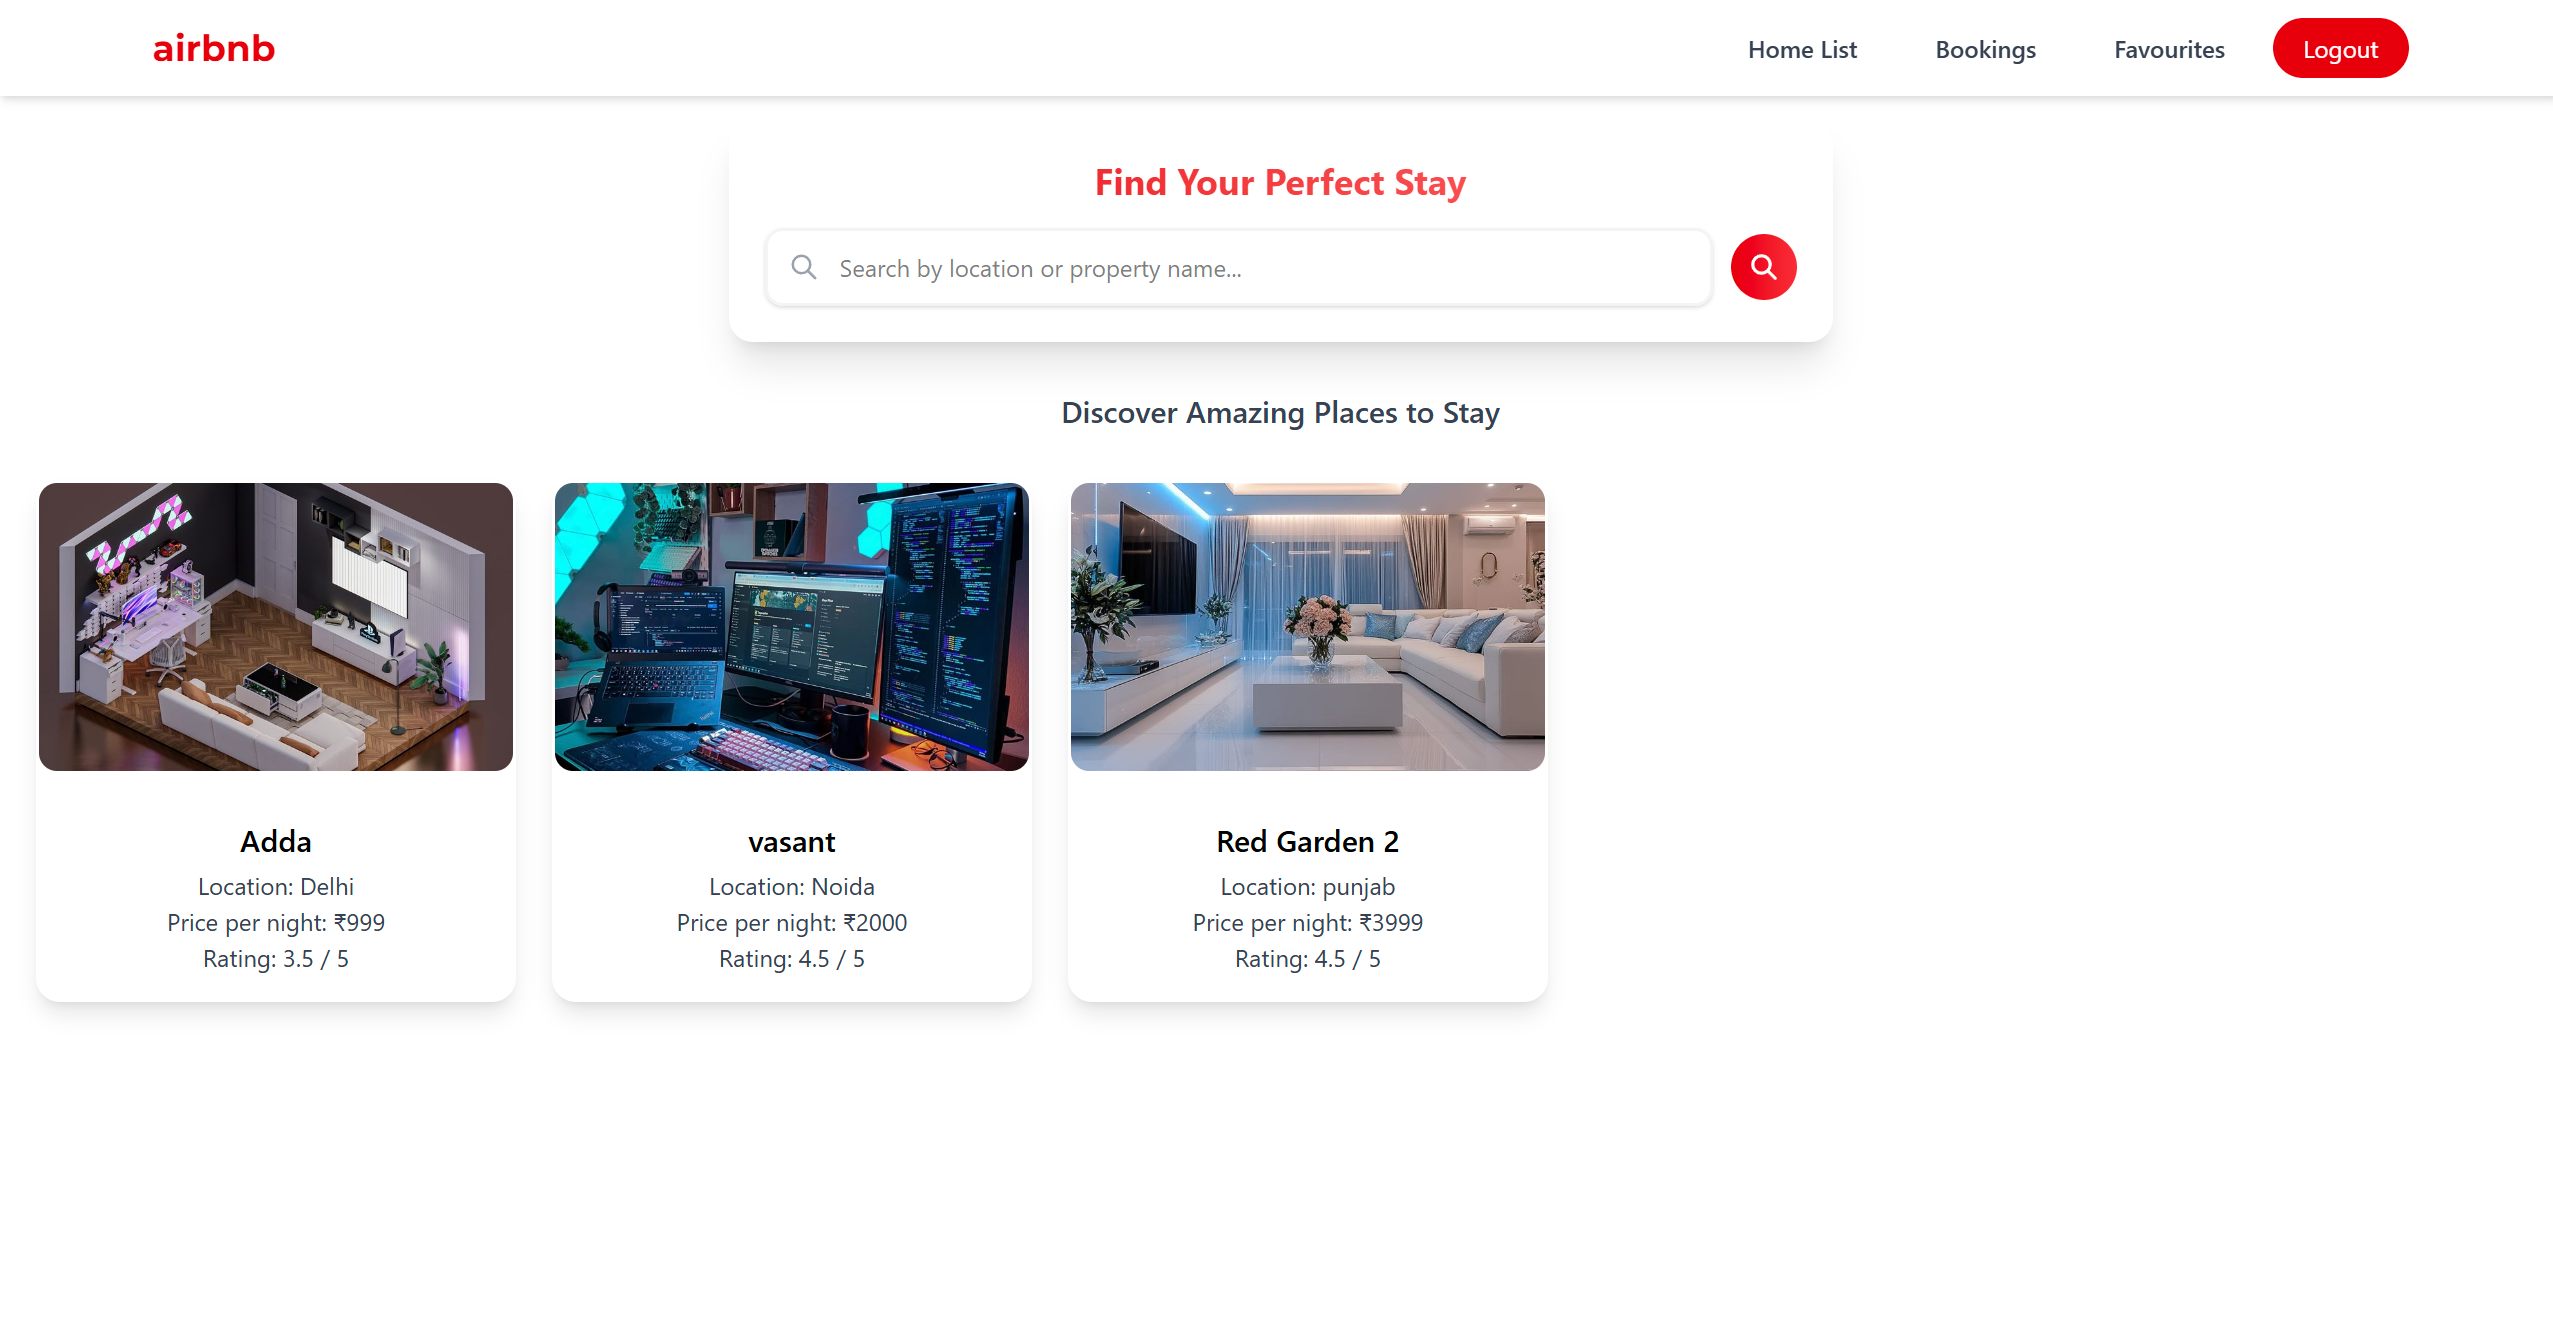 airbnb
Home List
Bookings
Favourites
Logout
Find Your Perfect Stay
Search by location or property name...
Discover Amazing Places to Stay
Adda
Location: Delhi
Price per night: ₹999
Rating: 3.5 / 5
vasant
Location: Noida
Price per night: ₹2000
Rating: 4.5 / 5
Red Garden 2
Location: punjab
Price per night: ₹3999
Rating: 4.5 / 5